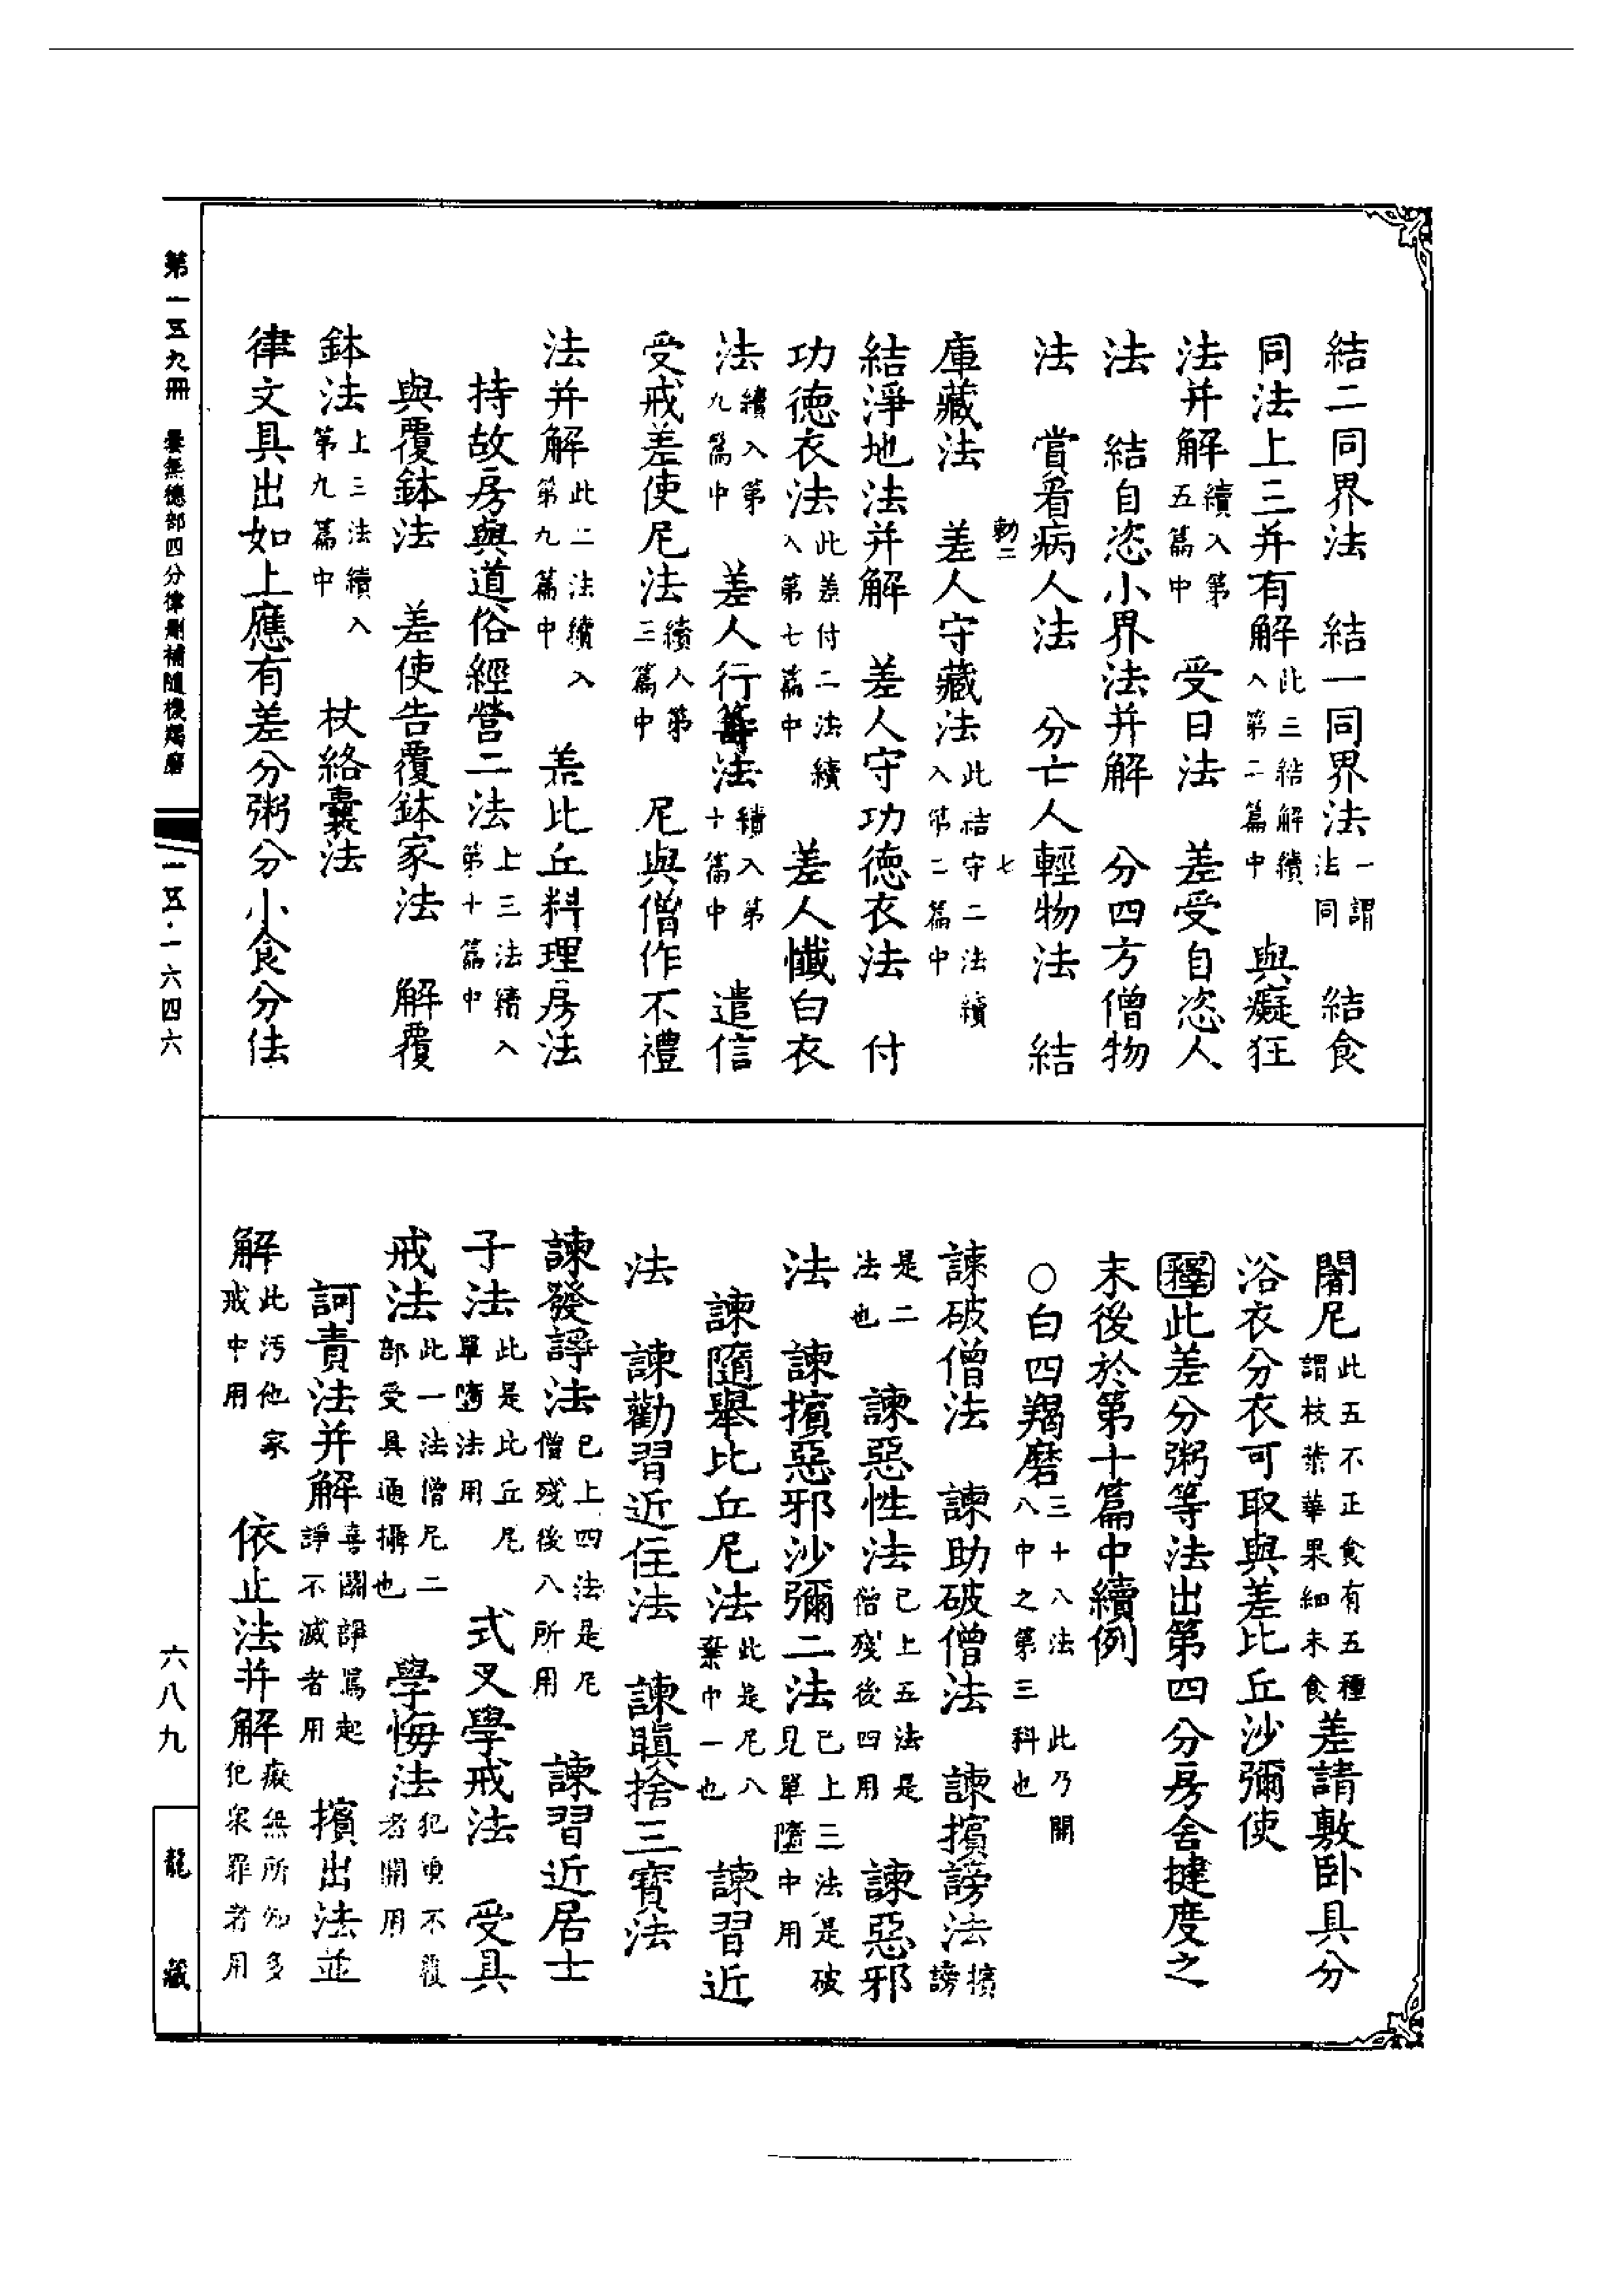 結二同界法　結一同界法一謂法同　結食
同法上三并有解此三結解續入第二篇中　與癡狂
法并解續入第五篇中　受日法　差受自恣人
法　結自恣小界法并解　分四方僧物
法　賞看病人法　分亡人輕物法　結
勒二　七
庫藏法　差人守藏法此結守二法續入第二篇中
結淨地法并解　差人守功德衣法　付
功德衣法此差付二法續入第七篇中　差人懺白衣
法續入第九篇中　差人行籌法續入第十篇中　遣信
受戒差使尼法續入第三篇中　尼與僧作不禮
法并解此二法續入第九篇中　差比丘料理房法
持故房與道俗經營二法上三法續入第十篇中
與覆鉢法　差使告覆鉢家法　解覆
鉢法上三法續入第九篇中　杖絡囊法
律文具出如上應有差分粥分小食分佉
闍尼此五不正食有五種謂枝葉華果細末食差請敷卧具分
浴衣分衣可取與差比丘沙彌使
釋此差分粥等法出第四分房舍揵度之
末後於第十篇中續例
○白四羯磨三十八法　此乃開八中之第三科也
諫破僧法　諫助破僧法　諫擯謗法擯謗
是二法也　諫惡性法已上五法是僧殘後四用　諫惡邪
法　諫擯惡邪沙彌二法已上三法是破見單墮中用
諫隨舉比丘尼法此是尼八棄中一也　諫習近
法　諫勸習近住法　諫瞋捨三寶法
諫發諍法已上四法是尼僧殘後八所用　諫習近居士
子法此是比丘尼單墮法用　式叉學戒法　受具
戒法此一法僧尼二部受具通攝也　學悔法犯重不覆者開用
訶責法并解喜鬪諍罵起諍不滅者用　擯出法並
解此汚他家戒中用　依止法并解癡無所知多犯眾罪者用
第一五九冊　曇無德部四分律刪補隨機羯磨
一五·一六四六
六八九
龍藏